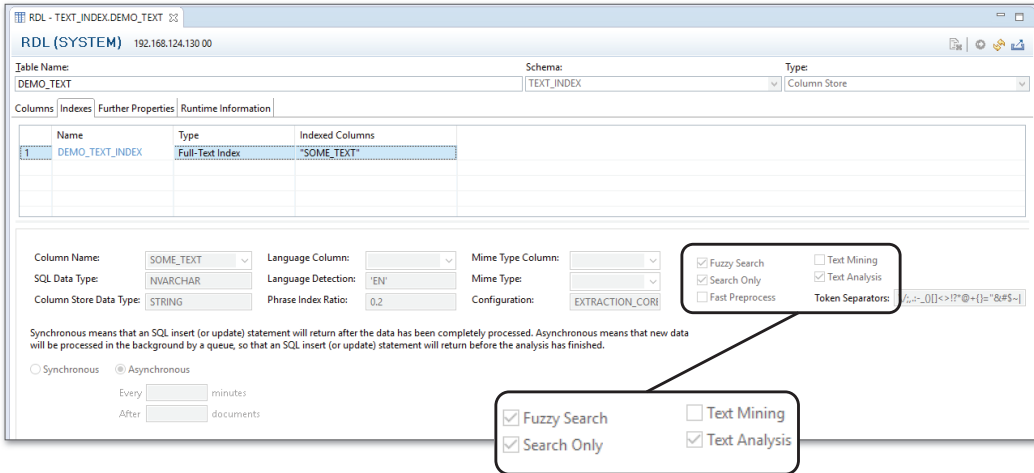 RDL - TEXT_INDEX.DEMO_TEXT
RDL (SYSTEM) 192.168.124.130 00
Table Name: Schema: Type:
DEMO_TEXT TEXT_INDEX Column Store
Columns Indexes Further Properties Runtime Information
Name Type Indexed Columns
1 DEMO_TEXT_INDEX Full-Text Index "SOME_TEXT"
Column Name: SOME_TEXT Language Column: Mime Type Column: Fuzzy Search Text Mining
SQL Data Type: NVARCHAR Language Detection: 'EN' Mime Type: Search Only Text Analysis
Column Store Data Type: STRING Phrase Index Ratio: 0.2 Configuration: EXTRACTION_CORE Fast Preprocess Token Separators: \/;,.:-_()[]<>!?*@+{}="&#$~|
Synchronous means that an SQL insert (or update) statement will return after the data has been completely processed. Asynchronous means that new data
will be processed in the background by a queue, so that an SQL insert (or update) statement will return before the analysis has finished.
Synchronous Asynchronous
Every minutes
After documents
Fuzzy Search Text Mining
Search Only Text Analysis